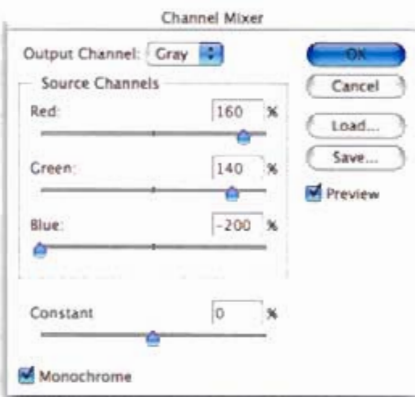 Channel Mixer
Output Channel: Gray
OK
Source Channels
Cancel
Red: 160 %
Load...
Green: 140 %
Save...
Preview
Blue: -200 %
Constant 0 %
Monochrome